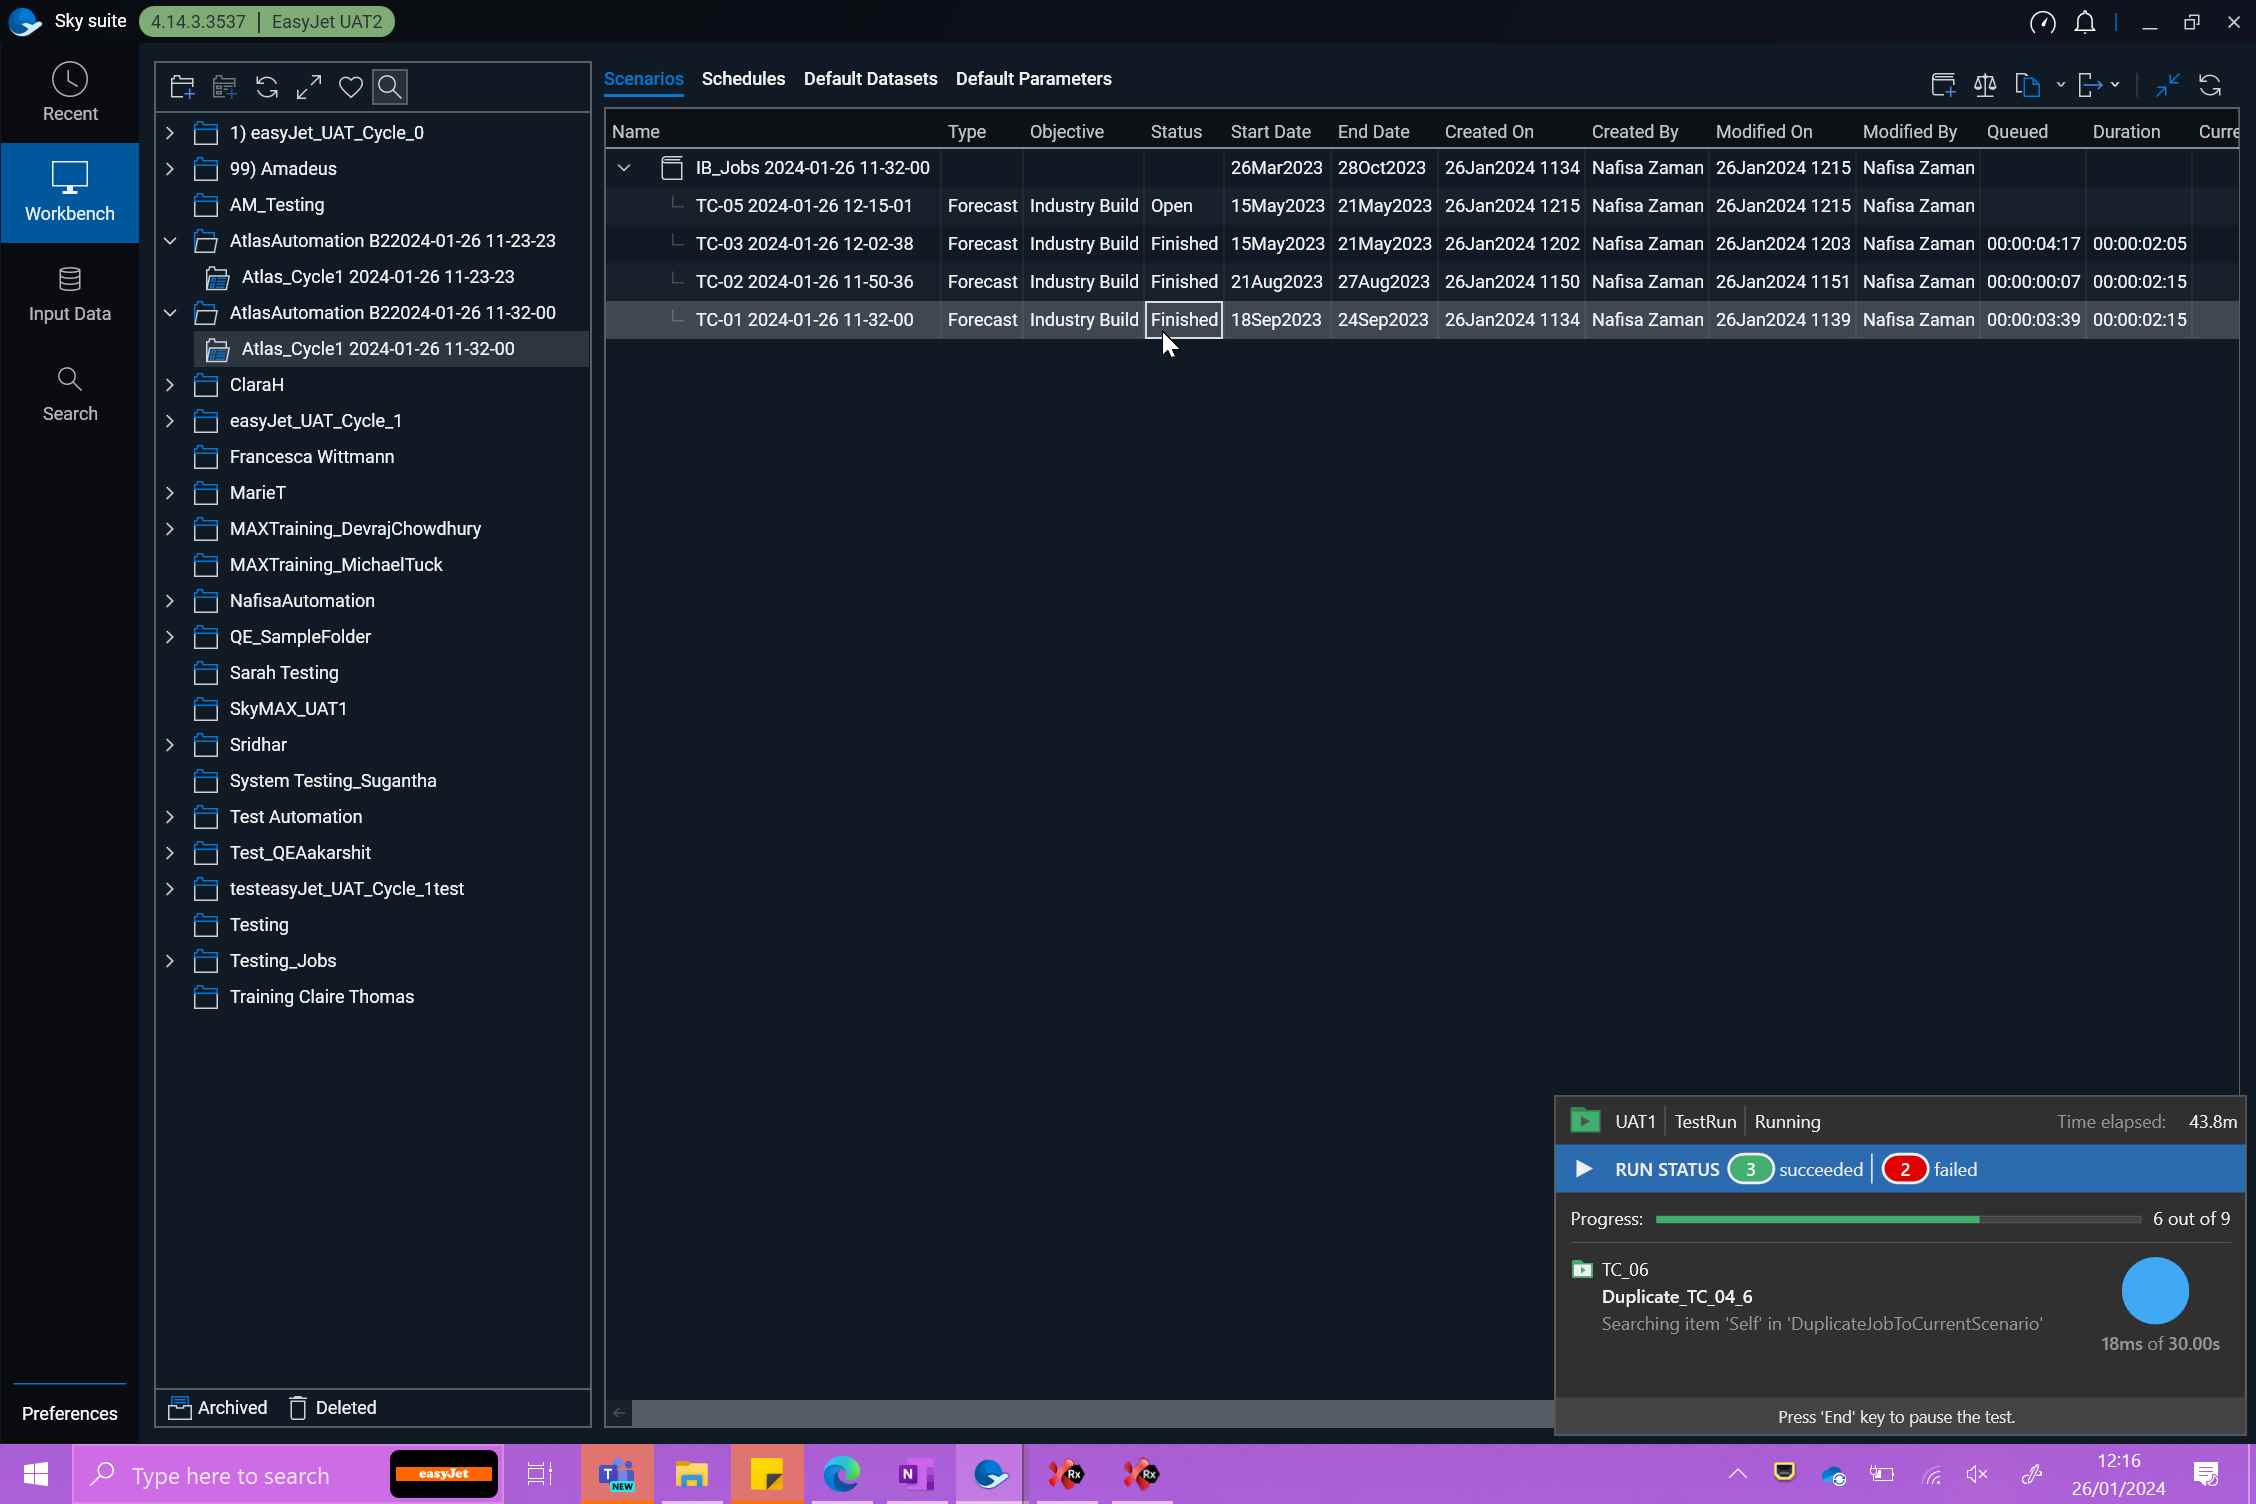 Sky suite 4.14.3.3537 | EasyJet UAT2
Recent
Workbench
Input Data
Search
Preferences
1) easyJet_UAT_Cycle_0
99) Amadeus
AM_Testing
AtlasAutomation B22024-01-26 11-23-23
Atlas_Cycle1 2024-01-26 11-23-23
AtlasAutomation B22024-01-26 11-32-00
Atlas_Cycle1 2024-01-26 11-32-00
ClaraH
easyJet_UAT_Cycle_1
Francesca Wittmann
MarieT
MAXTraining_DevrajChowdhury
MAXTraining_MichaelTuck
NafisaAutomation
QE_SampleFolder
Sarah Testing
SkyMAX_UAT1
Sridhar
System Testing_Sugantha
Test Automation
Test_QEAakarshit
testeasyJet_UAT_Cycle_1test
Testing
Testing_Jobs
Training Claire Thomas
Archived Deleted
Scenarios Schedules Default Datasets Default Parameters
Name Type Objective Status Start Date End Date Created On Created By Modified On Modified By Queued Duration Curre
IB_Jobs 2024-01-26 11-32-00 26Mar2023 28Oct2023 26Jan2024 1134 Nafisa Zaman 26Jan2024 1215 Nafisa Zaman
TC-05 2024-01-26 12-15-01 Forecast Industry Build Open 15May2023 21May2023 26Jan2024 1215 Nafisa Zaman 26Jan2024 1215 Nafisa Zaman
TC-03 2024-01-26 12-02-38 Forecast Industry Build Finished 15May2023 21May2023 26Jan2024 1202 Nafisa Zaman 26Jan2024 1203 Nafisa Zaman 00:00:04:17 00:00:02:05
TC-02 2024-01-26 11-50-36 Forecast Industry Build Finished 21Aug2023 27Aug2023 26Jan2024 1150 Nafisa Zaman 26Jan2024 1151 Nafisa Zaman 00:00:00:07 00:00:02:15
TC-01 2024-01-26 11-32-00 Forecast Industry Build Finished 18Sep2023 24Sep2023 26Jan2024 1134 Nafisa Zaman 26Jan2024 1139 Nafisa Zaman 00:00:03:39 00:00:02:15
UAT1 TestRun Running Time elapsed: 43.8m
RUN STATUS 3 succeeded 2 failed
Progress: 6 out of 9
TC_06
Duplicate_TC_04_6
Searching item 'Self' in 'DuplicateJobToCurrentScenario'
18ms of 30.00s
Press 'End' key to pause the test.
Type here to search
easyJet
T
NEW
N
Rx
Rx
12:16
26/01/2024